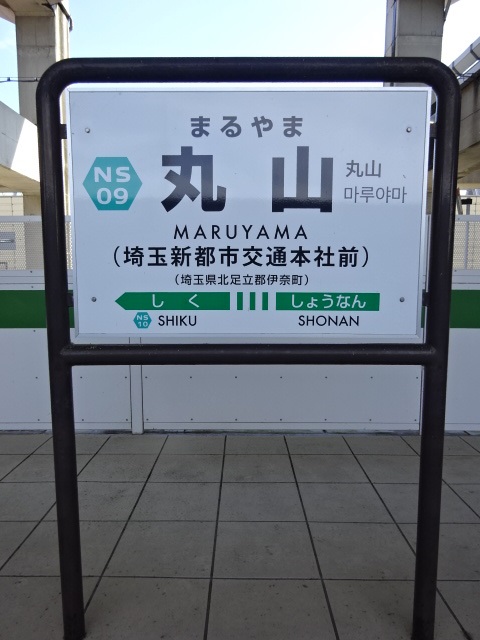 まるやま
NS
09
丸山
丸山
마루야마
MARUYAMA
(埼玉新都市交通本社前)
(埼玉県北足立郡伊奈町)
しく しょうなん
NS
10
SHIKU SHONAN